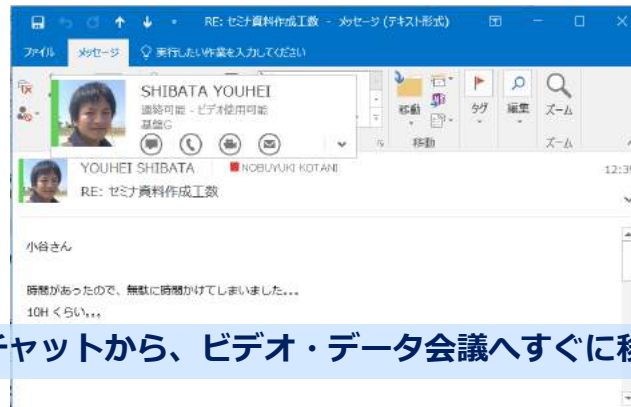 RE: セミナ資料作成工数 - メッセージ (テキスト形式)
ファイル メッセージ 実行したい作業を入力してください
SHIBATA YOUHEI
連絡可能 - ビデオ使用可能
基盤G
移動 タグ 編集 ズーム
移動 ズーム
YOUHEI SHIBATA NOBUYUKI KOTANI 12:39
RE: セミナ資料作成工数
小谷さん
時間があったので、無駄に時間かけてしまいました...
10H くらい...
チャットから、ビデオ・データ会議へすぐに移